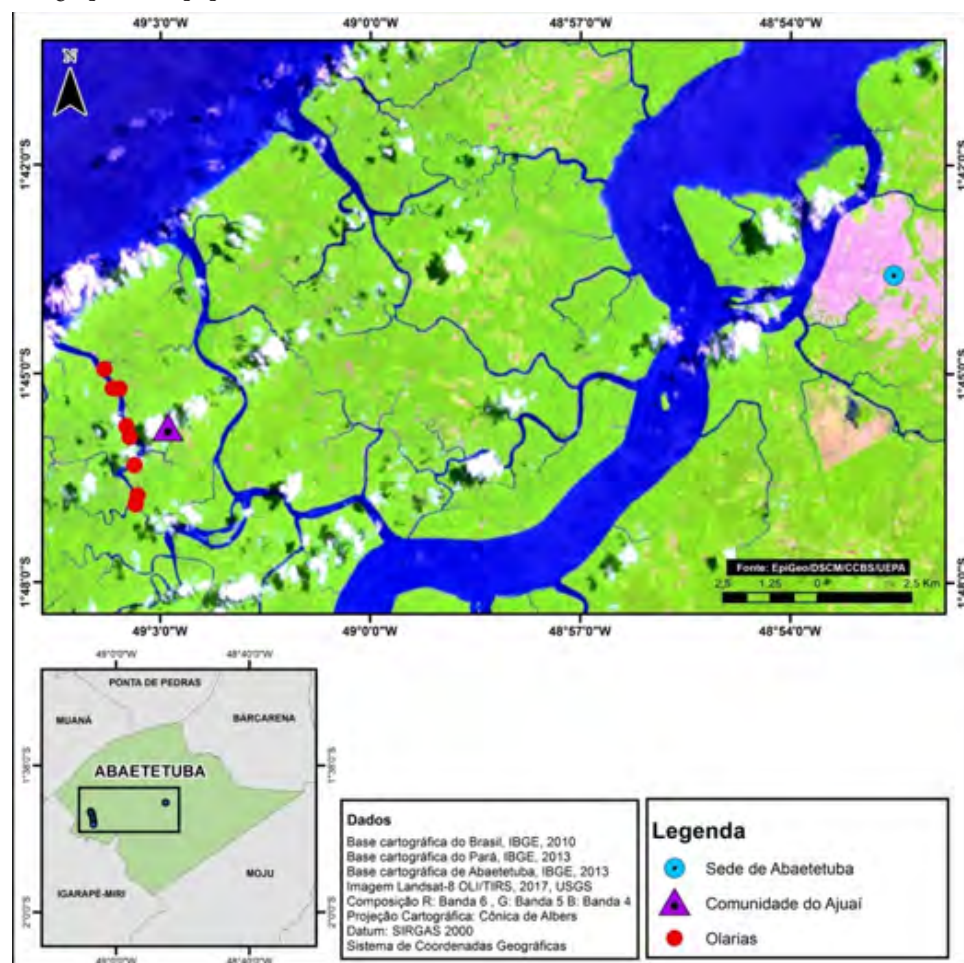 49°3'0"W 49°0'0"W 48°57'0"W 48°54'0"W
N
1°42'0"S 1°42'0"S
1°45'0"S 1°45'0"S
1°48'0"S 1°48'0"S
Fonte: EpiGeo/DSCM/CCBS/UEPA
2,5 1,25 0 2,5 Km
49°3'0"W 49°0'0"W 48°57'0"W 48°54'0"W
49°0'0"W 48°40'0"W
PONTA DE PEDRAS
MUANÁ
BARCARENA
ABAETETUBA
MOJU
IGARAPÉ-MIRI
2°0'0"S 2°0'0"S
49°0'0"W 48°40'0"W
Dados
Base cartográfica do Brasil, IBGE, 2010
Base cartográfica do Pará, IBGE, 2013
Base cartográfica de Abaetetuba, IBGE, 2013
Imagem Landsat-8 OLI/TIRS, 2017, USGS
Composição R: Banda 6 , G: Banda 5 B: Banda 4
Projeção Cartográfica: Cônica de Albers
Datum: SIRGAS 2000
Sistema de Coordenadas Geográficas
Legenda
Sede de Abaetetuba
Comunidade do Ajuaí
Olarias